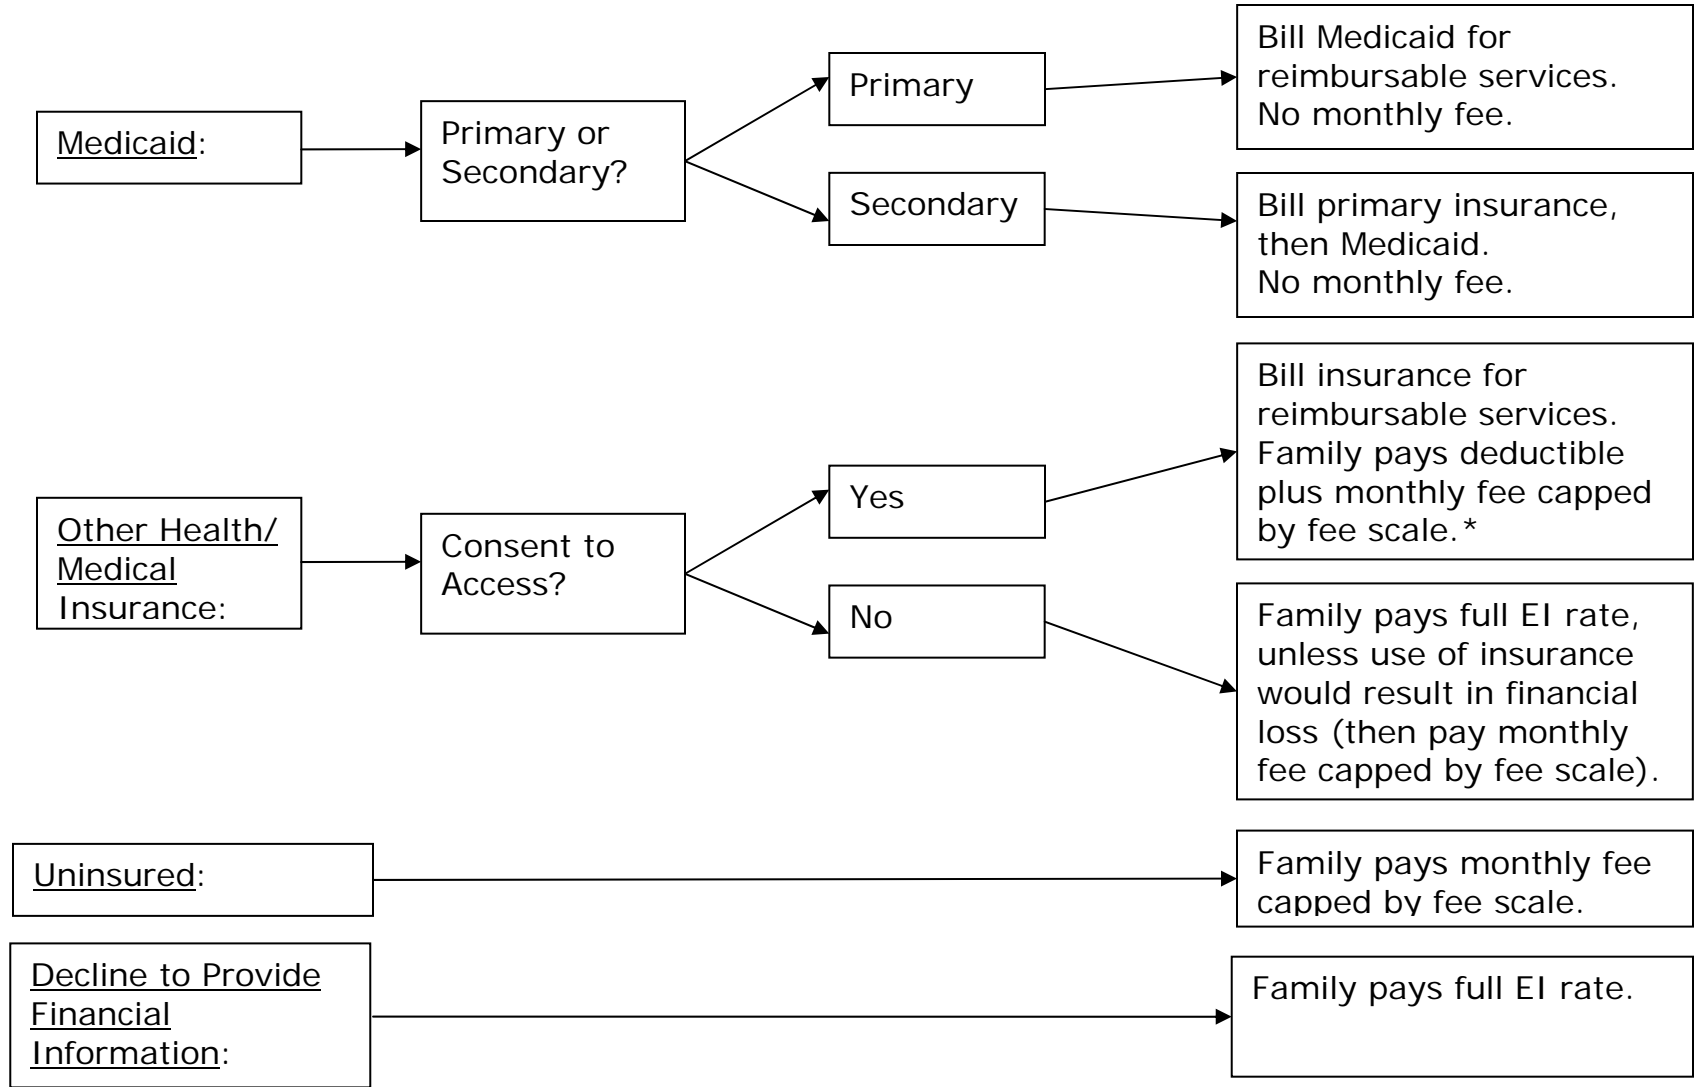 Medicaid:
Primary or
Secondary?
Primary
Bill Medicaid for
reimbursable services.
No monthly fee.
Secondary
Bill primary insurance,
then Medicaid.
No monthly fee.
Other Health/
Medical
Insurance:
Consent to
Access?
Yes
Bill insurance for
reimbursable services.
Family pays deductible
plus monthly fee capped
by fee scale.*
No
Family pays full EI rate,
unless use of insurance
would result in financial
loss (then pay monthly
fee capped by fee scale).
Uninsured:
Family pays monthly fee
capped by fee scale.
Decline to Provide
Financial
Information:
Family pays full EI rate.